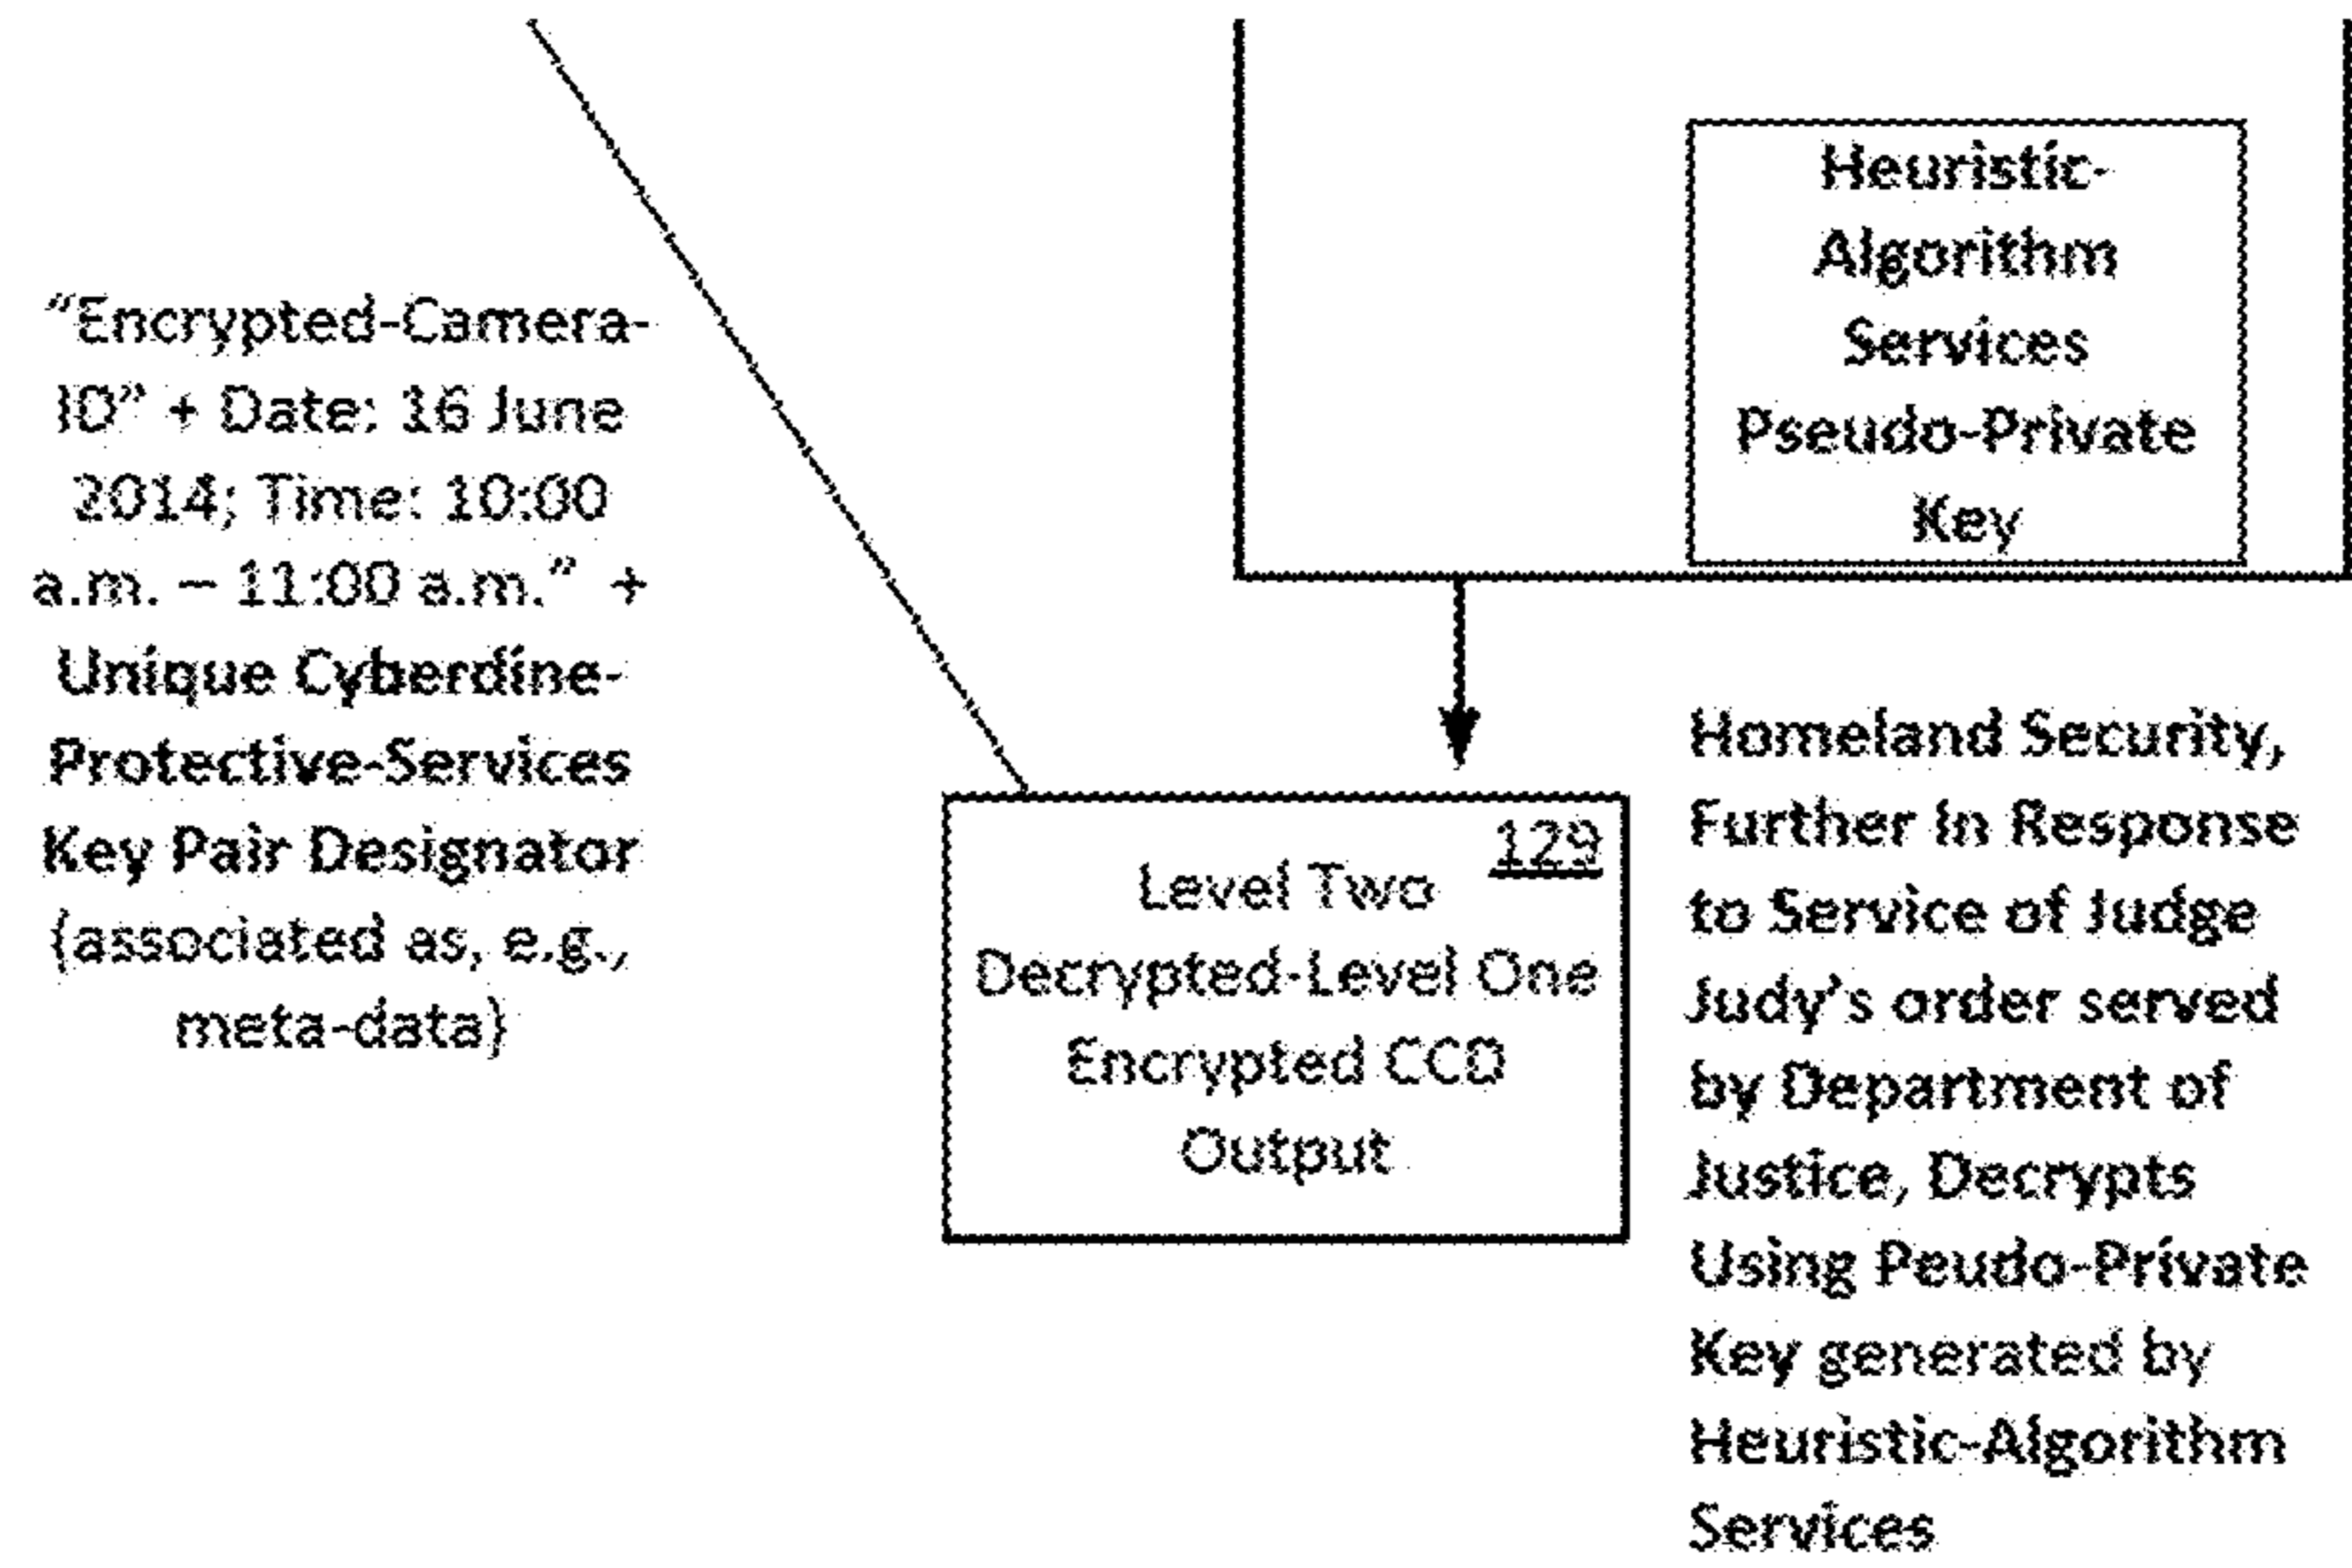 "Encrypted-Camera-
ID" + Date: 16 June
2014; Time: 10:00
a.m. – 11:00 a.m." +
Unique Cyberdine-
Protective-Services
Key Pair Designator
(associated as, e.g.,
meta-data)
Heuristic-
Algorithm
Services
Pseudo-Private
Key
129
Level Two
Decrypted-Level One
Encrypted CCD
Output
Homeland Security,
Further In Response
to Service of Judge
Judy's order served
by Department of
Justice, Decrypts
Using Peudo-Private
Key generated by
Heuristic-Algorithm
Services